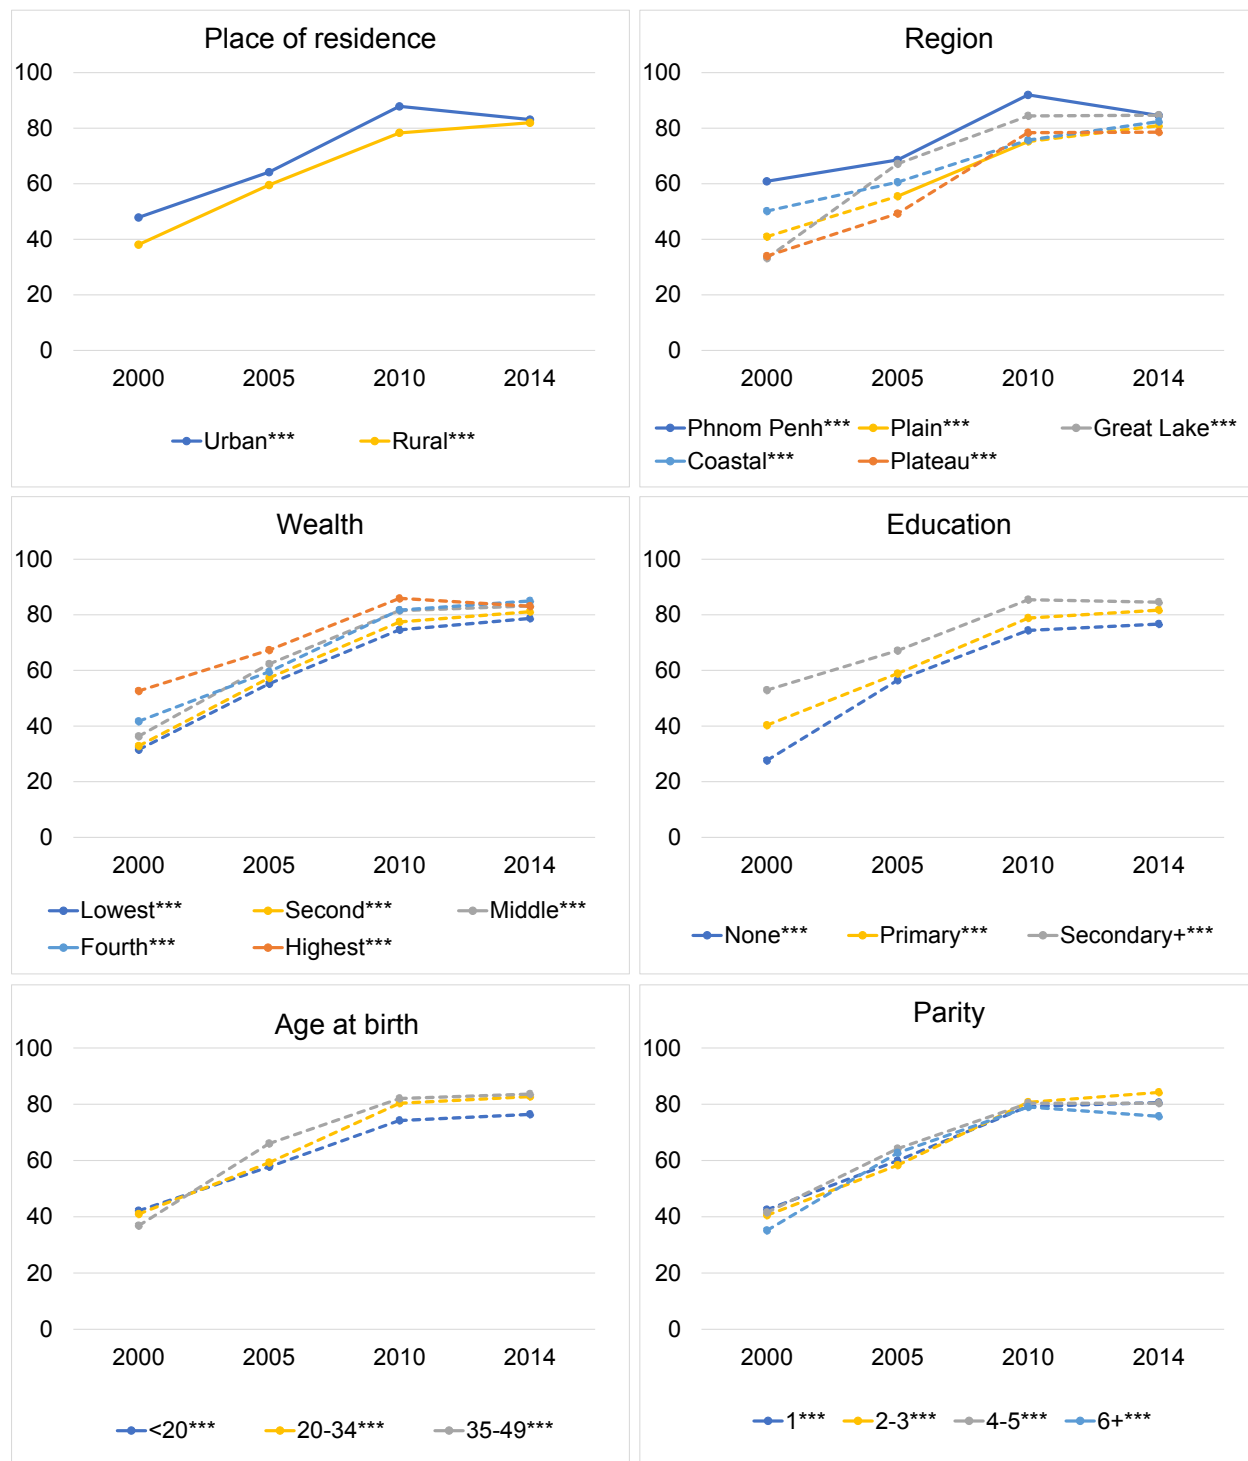 Place of residence
100
80
60
40
20
0
2000 2005 2010 2014
Urban*** Rural***
Region
100
80
60
40
20
0
2000 2005 2010 2014
Phnom Penh*** Plain*** Great Lake***
Coastal*** Plateau***
Wealth
100
80
60
40
20
0
2000 2005 2010 2014
Lowest*** Second*** Middle***
Fourth*** Highest***
Education
100
80
60
40
20
0
2000 2005 2010 2014
None*** Primary*** Secondary+***
Age at birth
100
80
60
40
20
0
2000 2005 2010 2014
<20*** 20-34*** 35-49***
Parity
100
80
60
40
20
0
2000 2005 2010 2014
1*** 2-3*** 4-5*** 6+***